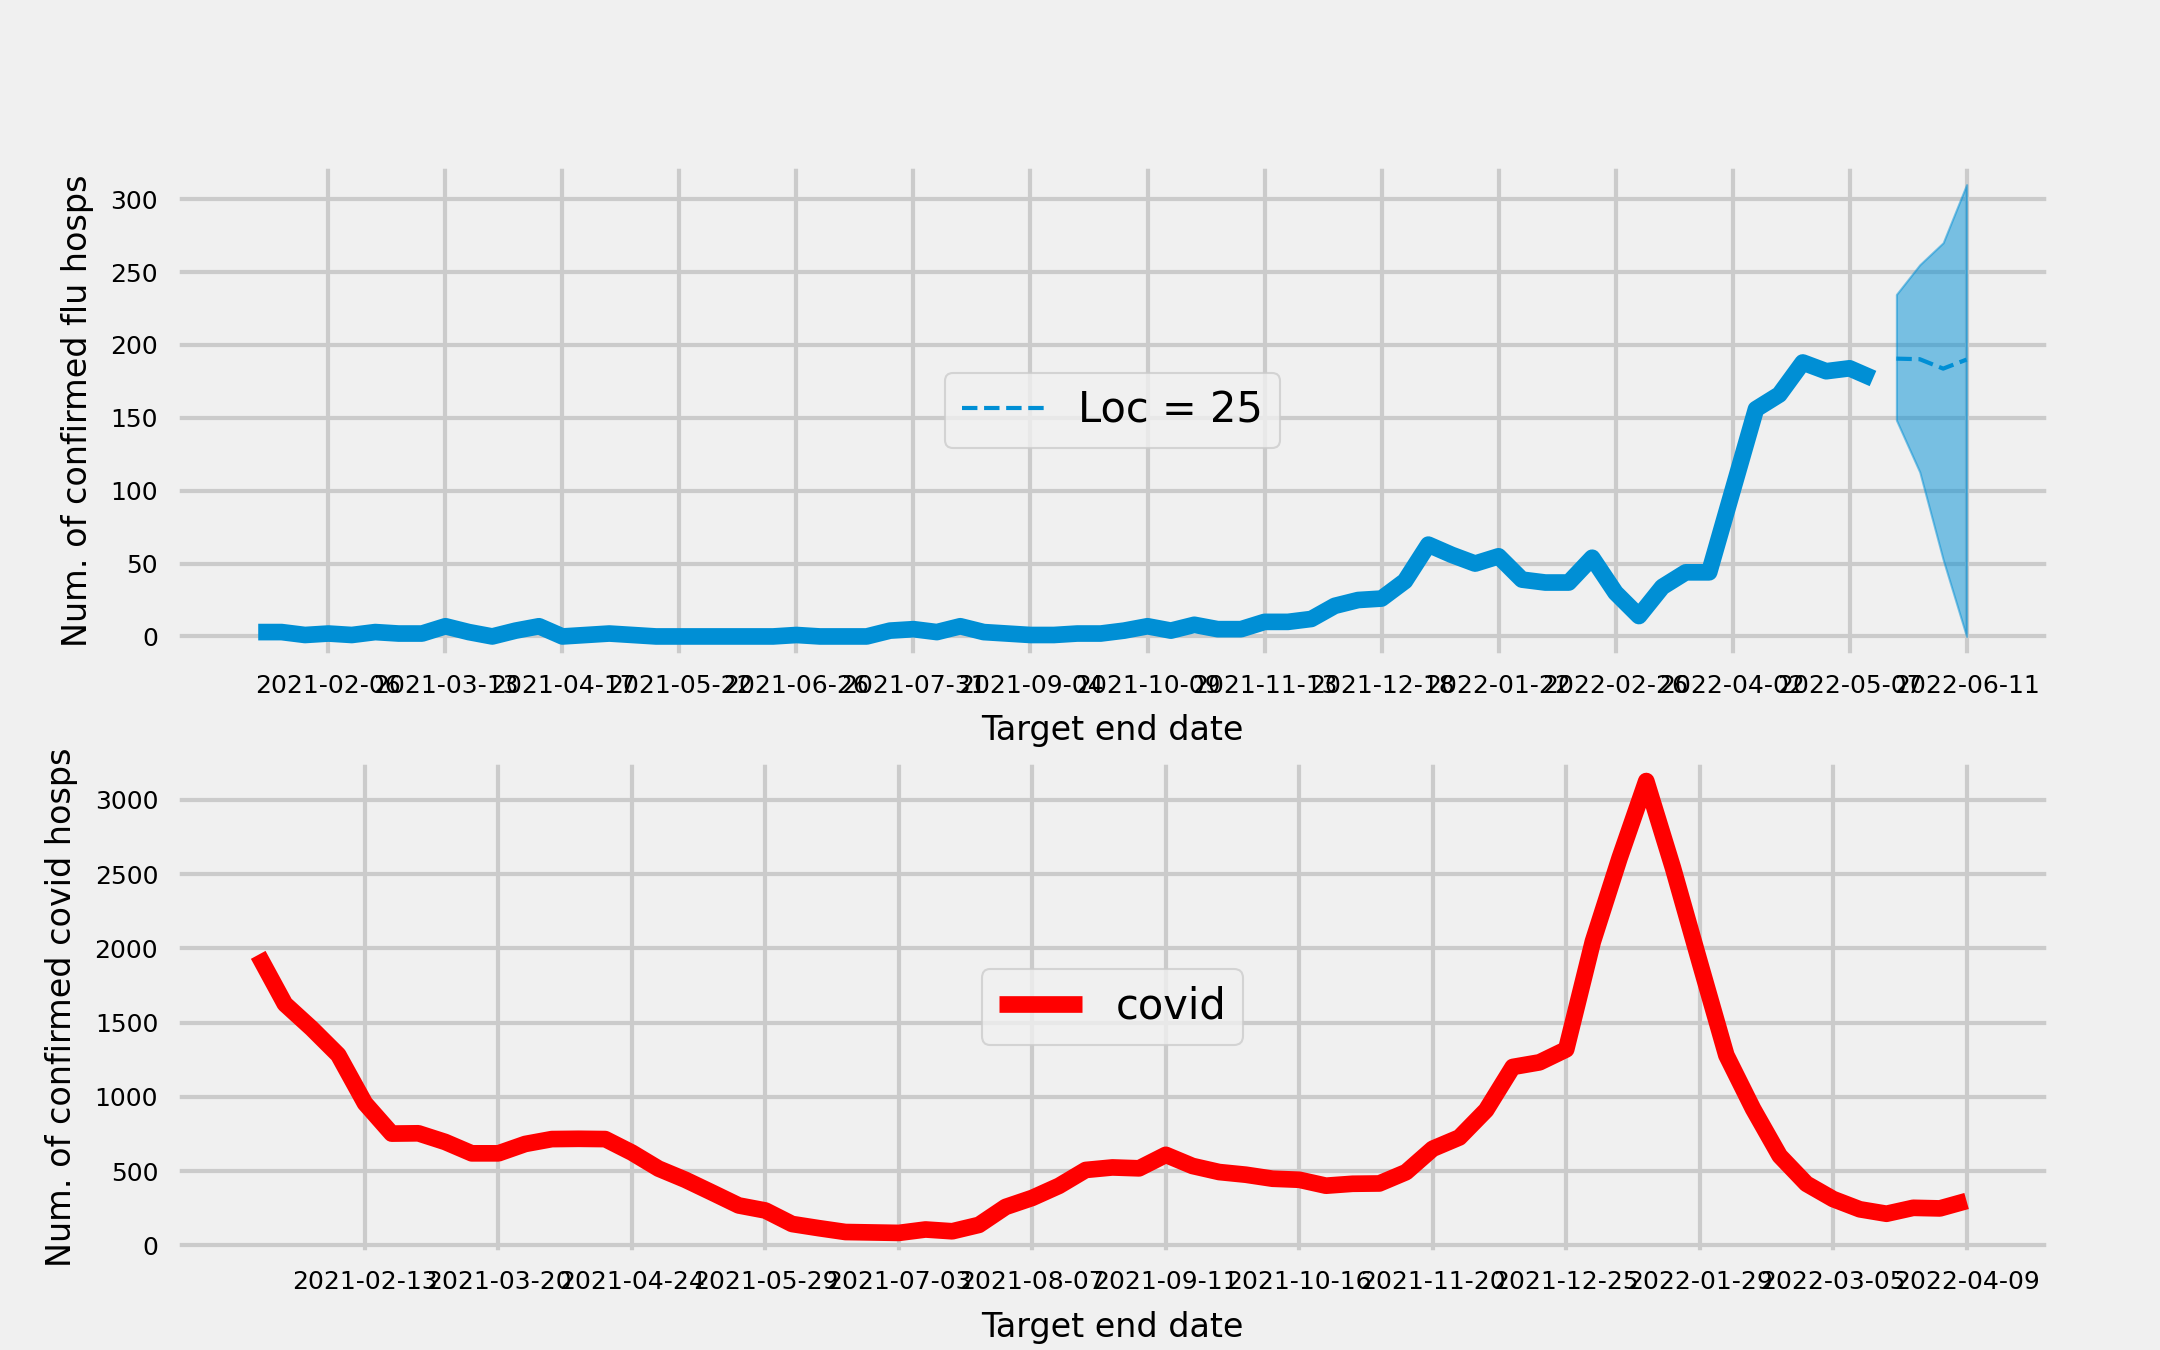 Num. of confirmed flu hosps
300
250
200
150
100
50
0
Loc = 25
2021-02-06 2021-03-13 2021-04-17 2021-05-22 2021-06-26 2021-07-31 2021-09-04 2021-10-09 2021-11-13 2021-12-18 2022-01-22 2022-02-26 2022-04-02 2022-05-07 2022-06-11
Target end date
Num. of confirmed covid hosps
3000
2500
2000
1500
1000
500
0
covid
2021-02-13 2021-03-20 2021-04-24 2021-05-29 2021-07-03 2021-08-07 2021-09-11 2021-10-16 2021-11-20 2021-12-25 2022-01-29 2022-03-05 2022-04-09
Target end date